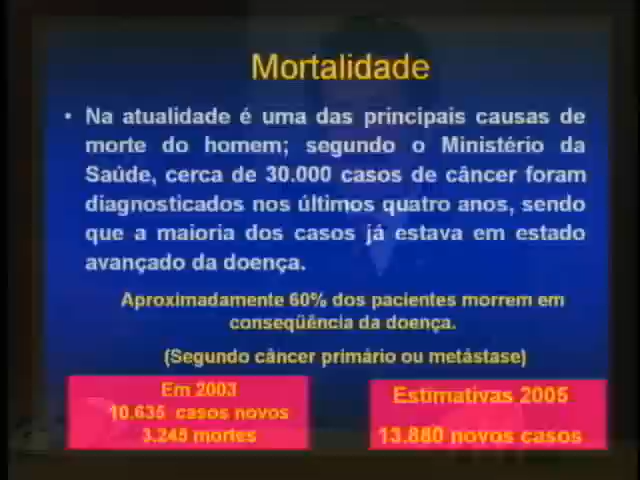 Mortalidade
• Na atualidade é uma das principais causas de
morte do homem; segundo o Ministério da
Saúde, cerca de 30.000 casos de câncer foram
diagnosticados nos últimos quatro anos, sendo
que a maioria dos casos já estava em estado
avançado da doença.
Aproximadamente 60% dos pacientes morrem em
conseqüência da doença.
(Segundo câncer primário ou metástase)
Em 2003
10.635 casos novos
3.245 mortes
Estimativas 2005
13.880 novos casos